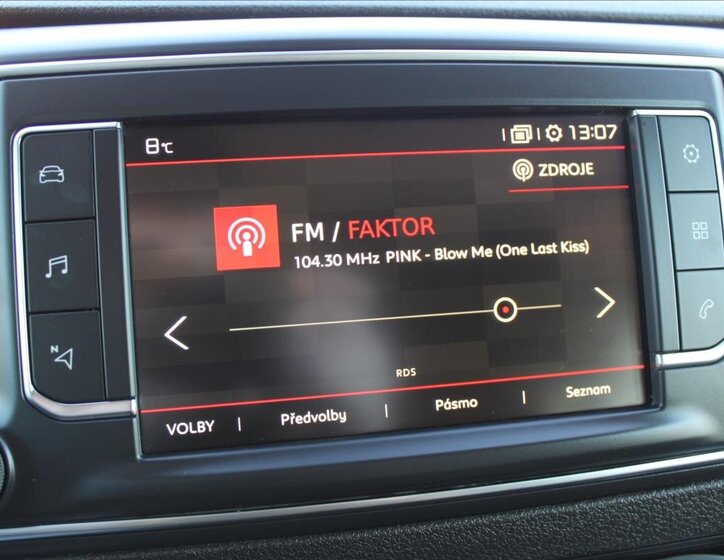 8°C 13:07
ZDROJE
FM / FAKTOR
104.30 MHz PINK - Blow Me (One Last Kiss)
RDS
VOLBY | Předvolby | Pásmo | Seznam
N